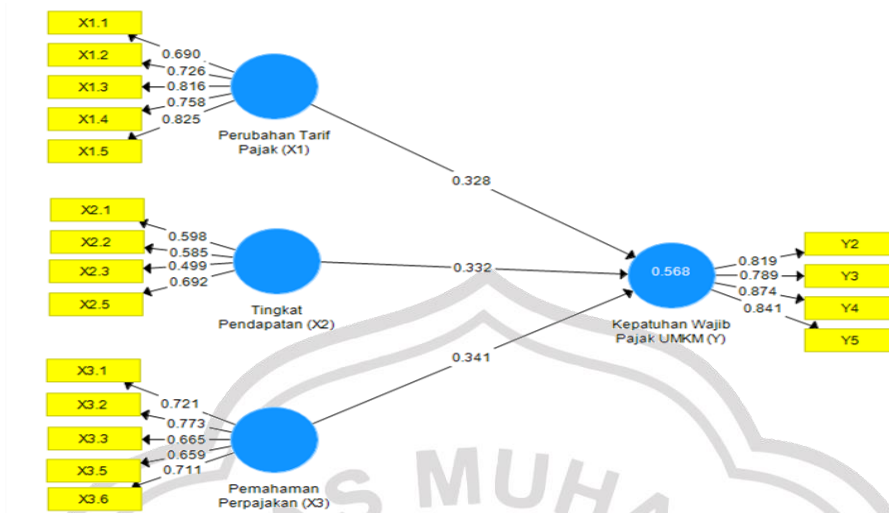 X1.1
X1.2
X1.3
X1.4
X1.5
0.690
0.726
0.816
0.758
0.825
Perubahan Tarif
Pajak (X1)
0.328
X2.1
X2.2
X2.3
X2.5
0.598
0.585
0.499
0.692
Tingkat
Pendapatan (X2)
0.332
X3.1
X3.2
X3.3
X3.5
X3.6
0.721
0.773
0.665
0.659
0.711
Pemahaman
Perpajakan (X3)
0.341
0.568
Kepatuhan Wajib
Pajak UMKM (Y)
0.819
0.789
0.874
0.841
Y2
Y3
Y4
Y5
AS MUHA